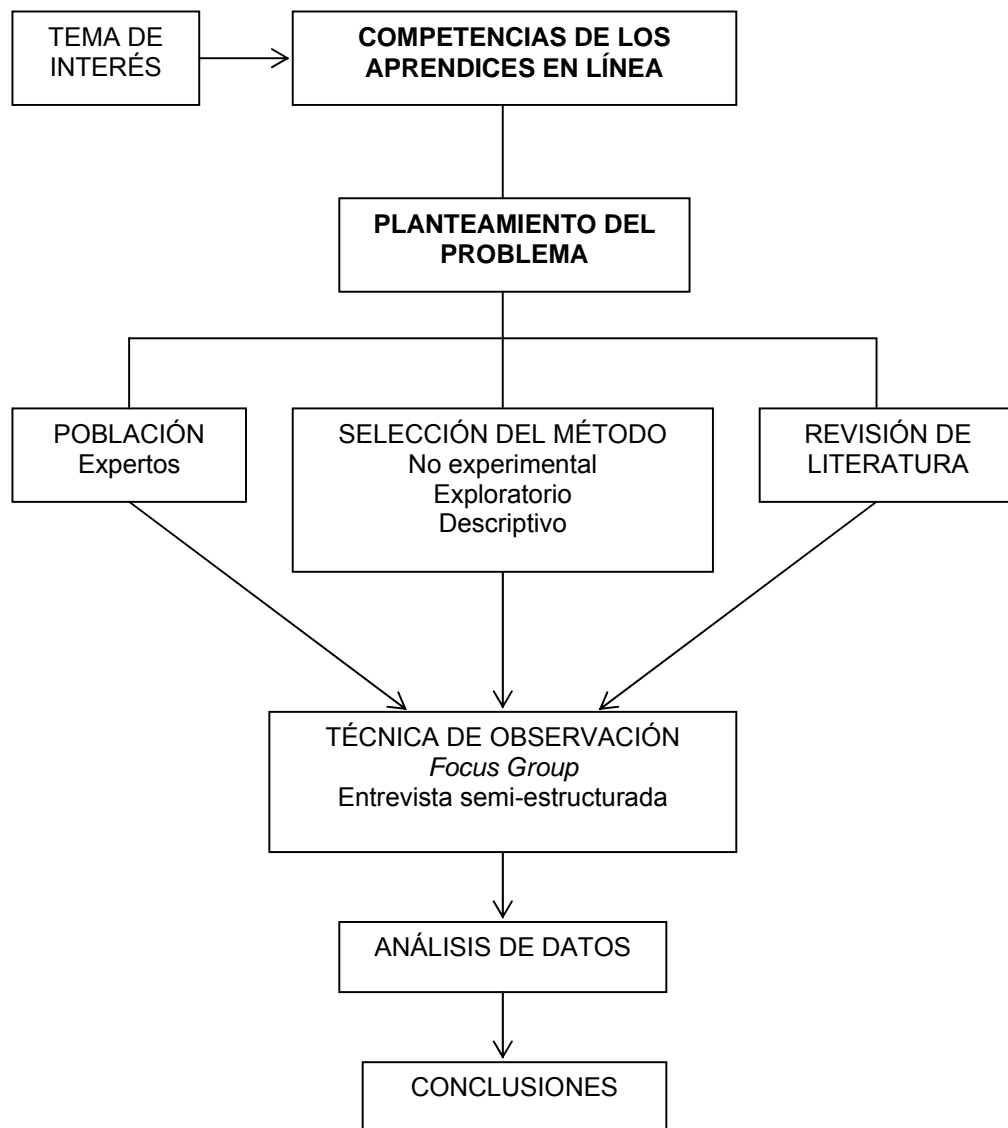 TEMA DE
INTERÉS
COMPETENCIAS DE LOS
APRENDICES EN LÍNEA
PLANTEAMIENTO DEL
PROBLEMA
POBLACIÓN
Expertos
SELECCIÓN DEL MÉTODO
No experimental
Exploratorio
Descriptivo
REVISIÓN DE
LITERATURA
TÉCNICA DE OBSERVACIÓN
Focus Group
Entrevista semi-estructurada
ANÁLISIS DE DATOS
CONCLUSIONES